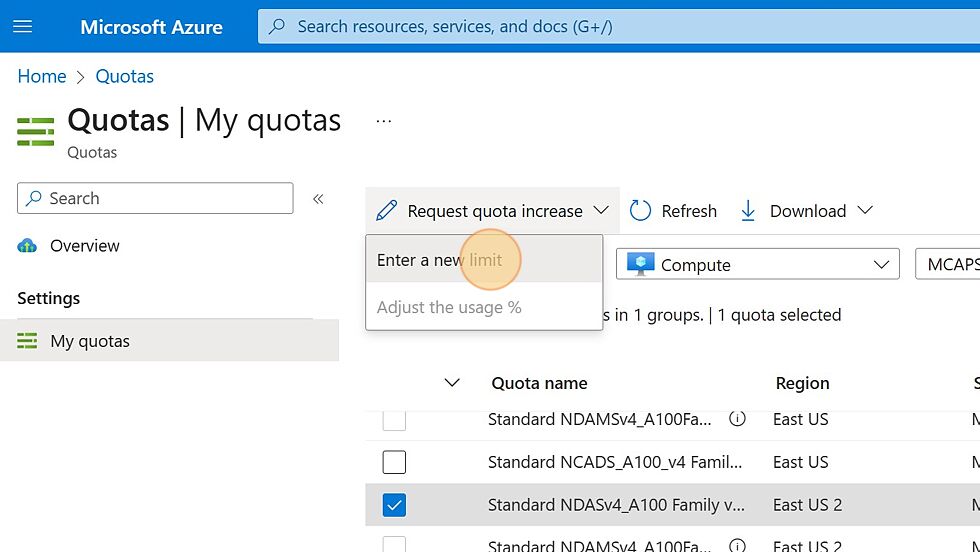 Microsoft Azure
Search resources, services, and docs (G+/)
Home > Quotas
Quotas | My quotas ...
Quotas
Search «
Overview
Settings
My quotas
Request quota increase Refresh Download
Enter a new limit
Adjust the usage %
Compute MCAPS
s in 1 groups. | 1 quota selected
Quota name Region S
Standard NDAMSv4_A100Fa... East US M
Standard NCADS_A100_v4 Famil... East US M
Standard NDASv4_A100 Family v... East US 2 M
Standard NDAMSv4_A100Fa... East US 2 M